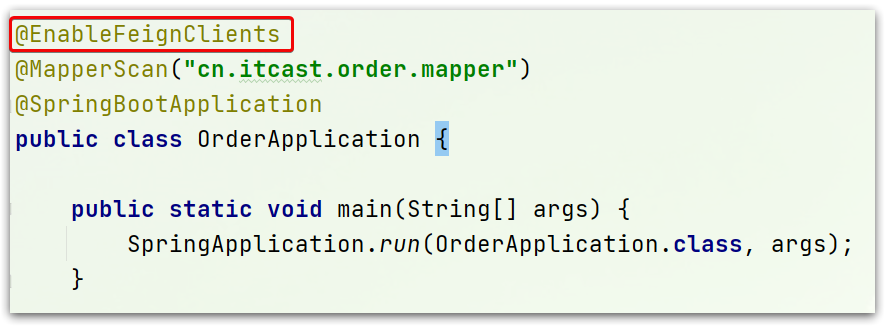 @EnableFeignClients
@MapperScan("cn.itcast.order.mapper")
@SpringBootApplication
public class OrderApplication {
public static void main(String[] args) {
SpringApplication.run(OrderApplication.class, args);
}